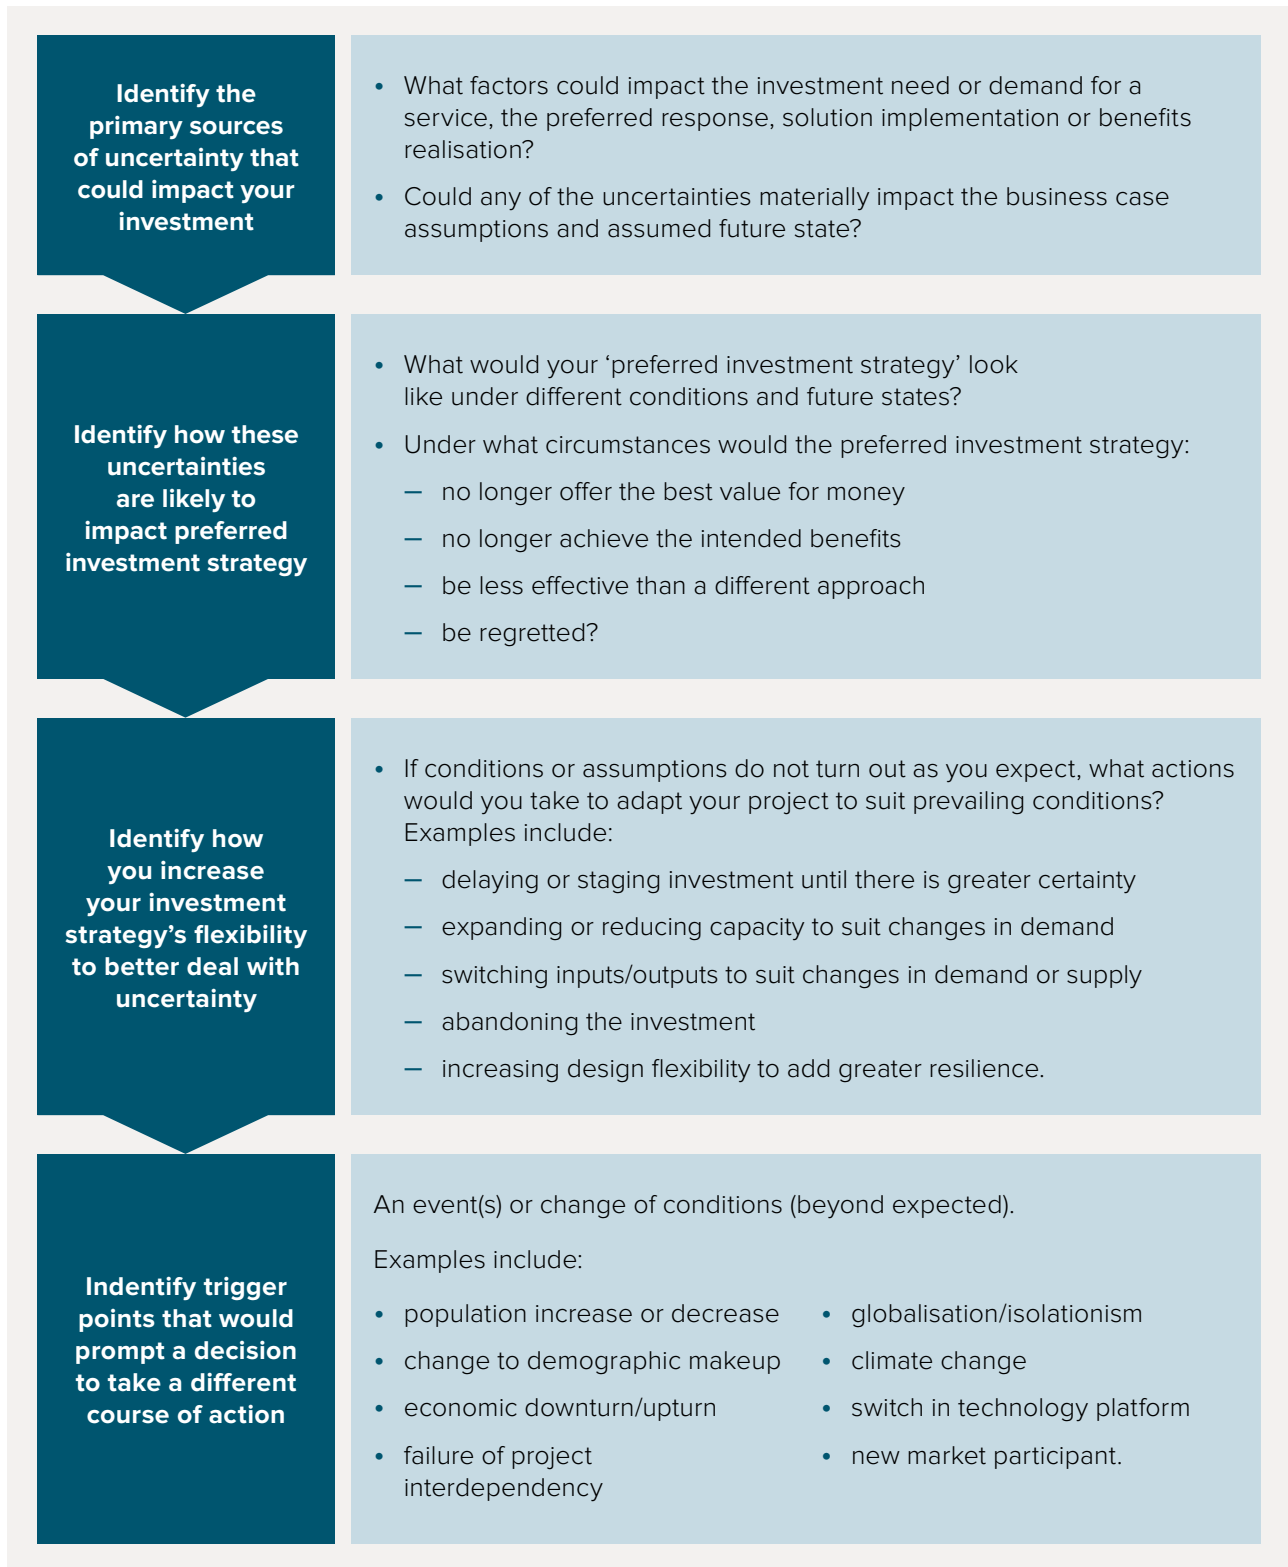 Identify the
primary sources
of uncertainty that
could impact your
investment
• What factors could impact the investment need or demand for a
service, the preferred response, solution implementation or benefits
realisation?
• Could any of the uncertainties materially impact the business case
assumptions and assumed future state?
Identify how these
uncertainties
are likely to
impact preferred
investment strategy
• What would your ‘preferred investment strategy’ look
like under different conditions and future states?
• Under what circumstances would the preferred investment strategy:
— no longer offer the best value for money
— no longer achieve the intended benefits
— be less effective than a different approach
— be regretted?
Identify how
you increase
your investment
strategy’s flexibility
to better deal with
uncertainty
• If conditions or assumptions do not turn out as you expect, what actions
would you take to adapt your project to suit prevailing conditions?
Examples include:
— delaying or staging investment until there is greater certainty
— expanding or reducing capacity to suit changes in demand
— switching inputs/outputs to suit changes in demand or supply
— abandoning the investment
— increasing design flexibility to add greater resilience.
Indentify trigger
points that would
prompt a decision
to take a different
course of action
An event(s) or change of conditions (beyond expected).
Examples include:
• population increase or decrease
• change to demographic makeup
• economic downturn/upturn
• failure of project
interdependency
• globalisation/isolationism
• climate change
• switch in technology platform
• new market participant.